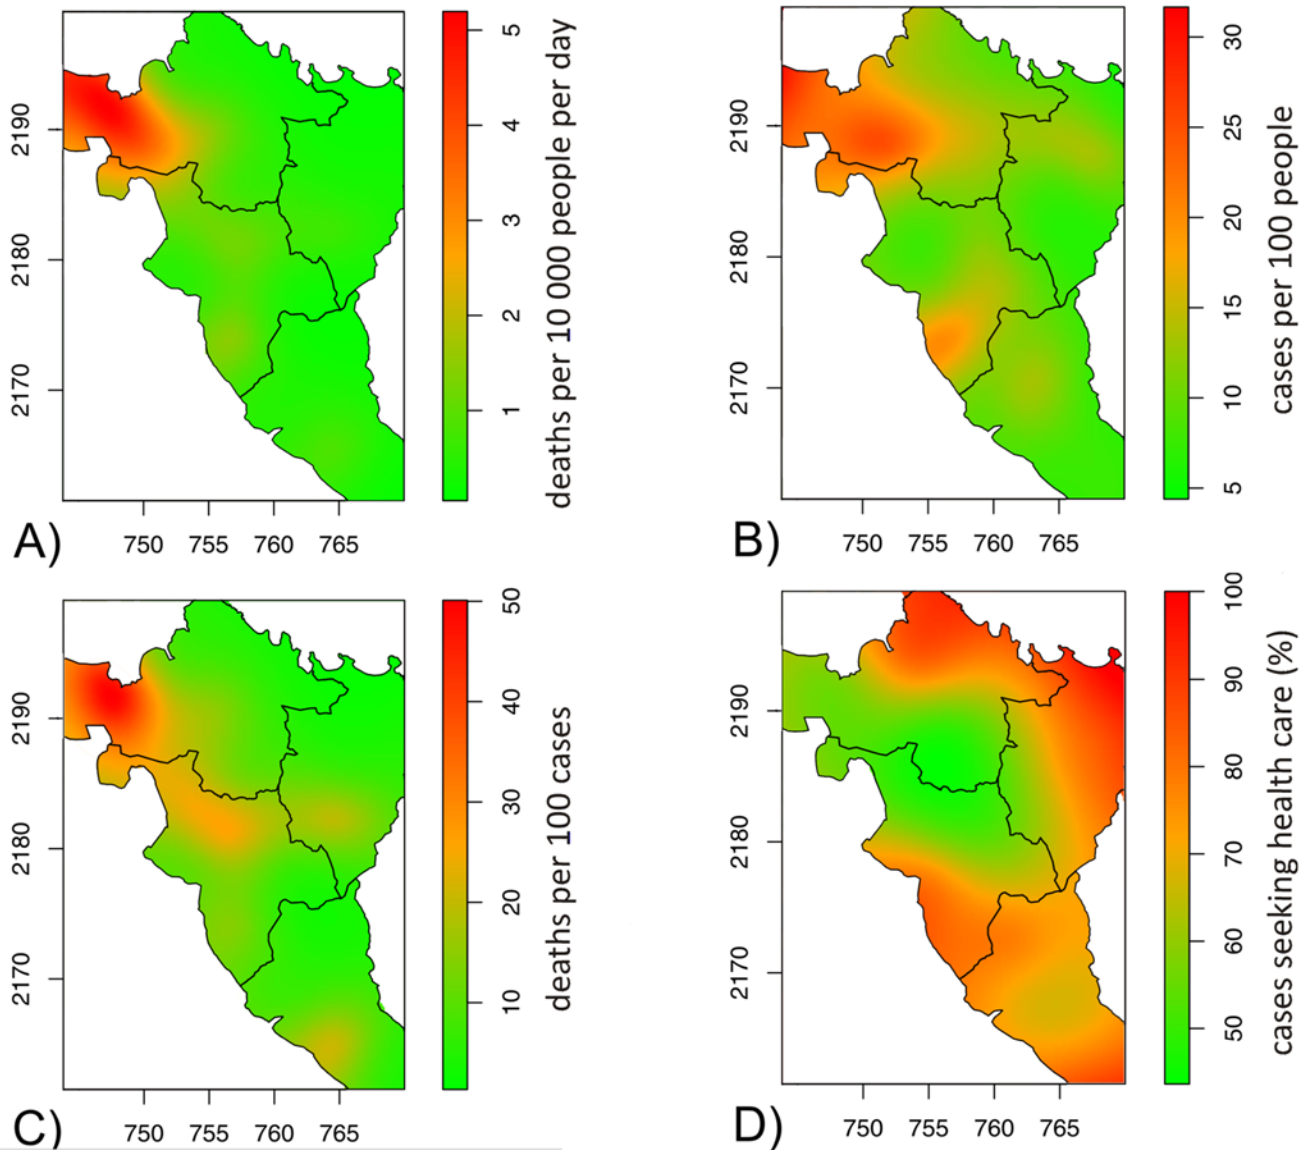 5
4
3
2
1
deaths per 10 000 people per day
2190
2180
2170
750 755 760 765
A)
30
25
20
15
10
5
cases per 100 people
2190
2180
2170
750 755 760 765
B)
50
40
30
20
10
deaths per 100 cases
2190
2180
2170
750 755 760 765
C)
100
90
80
70
60
50
cases seeking health care (%)
2190
2180
2170
750 755 760 765
D)